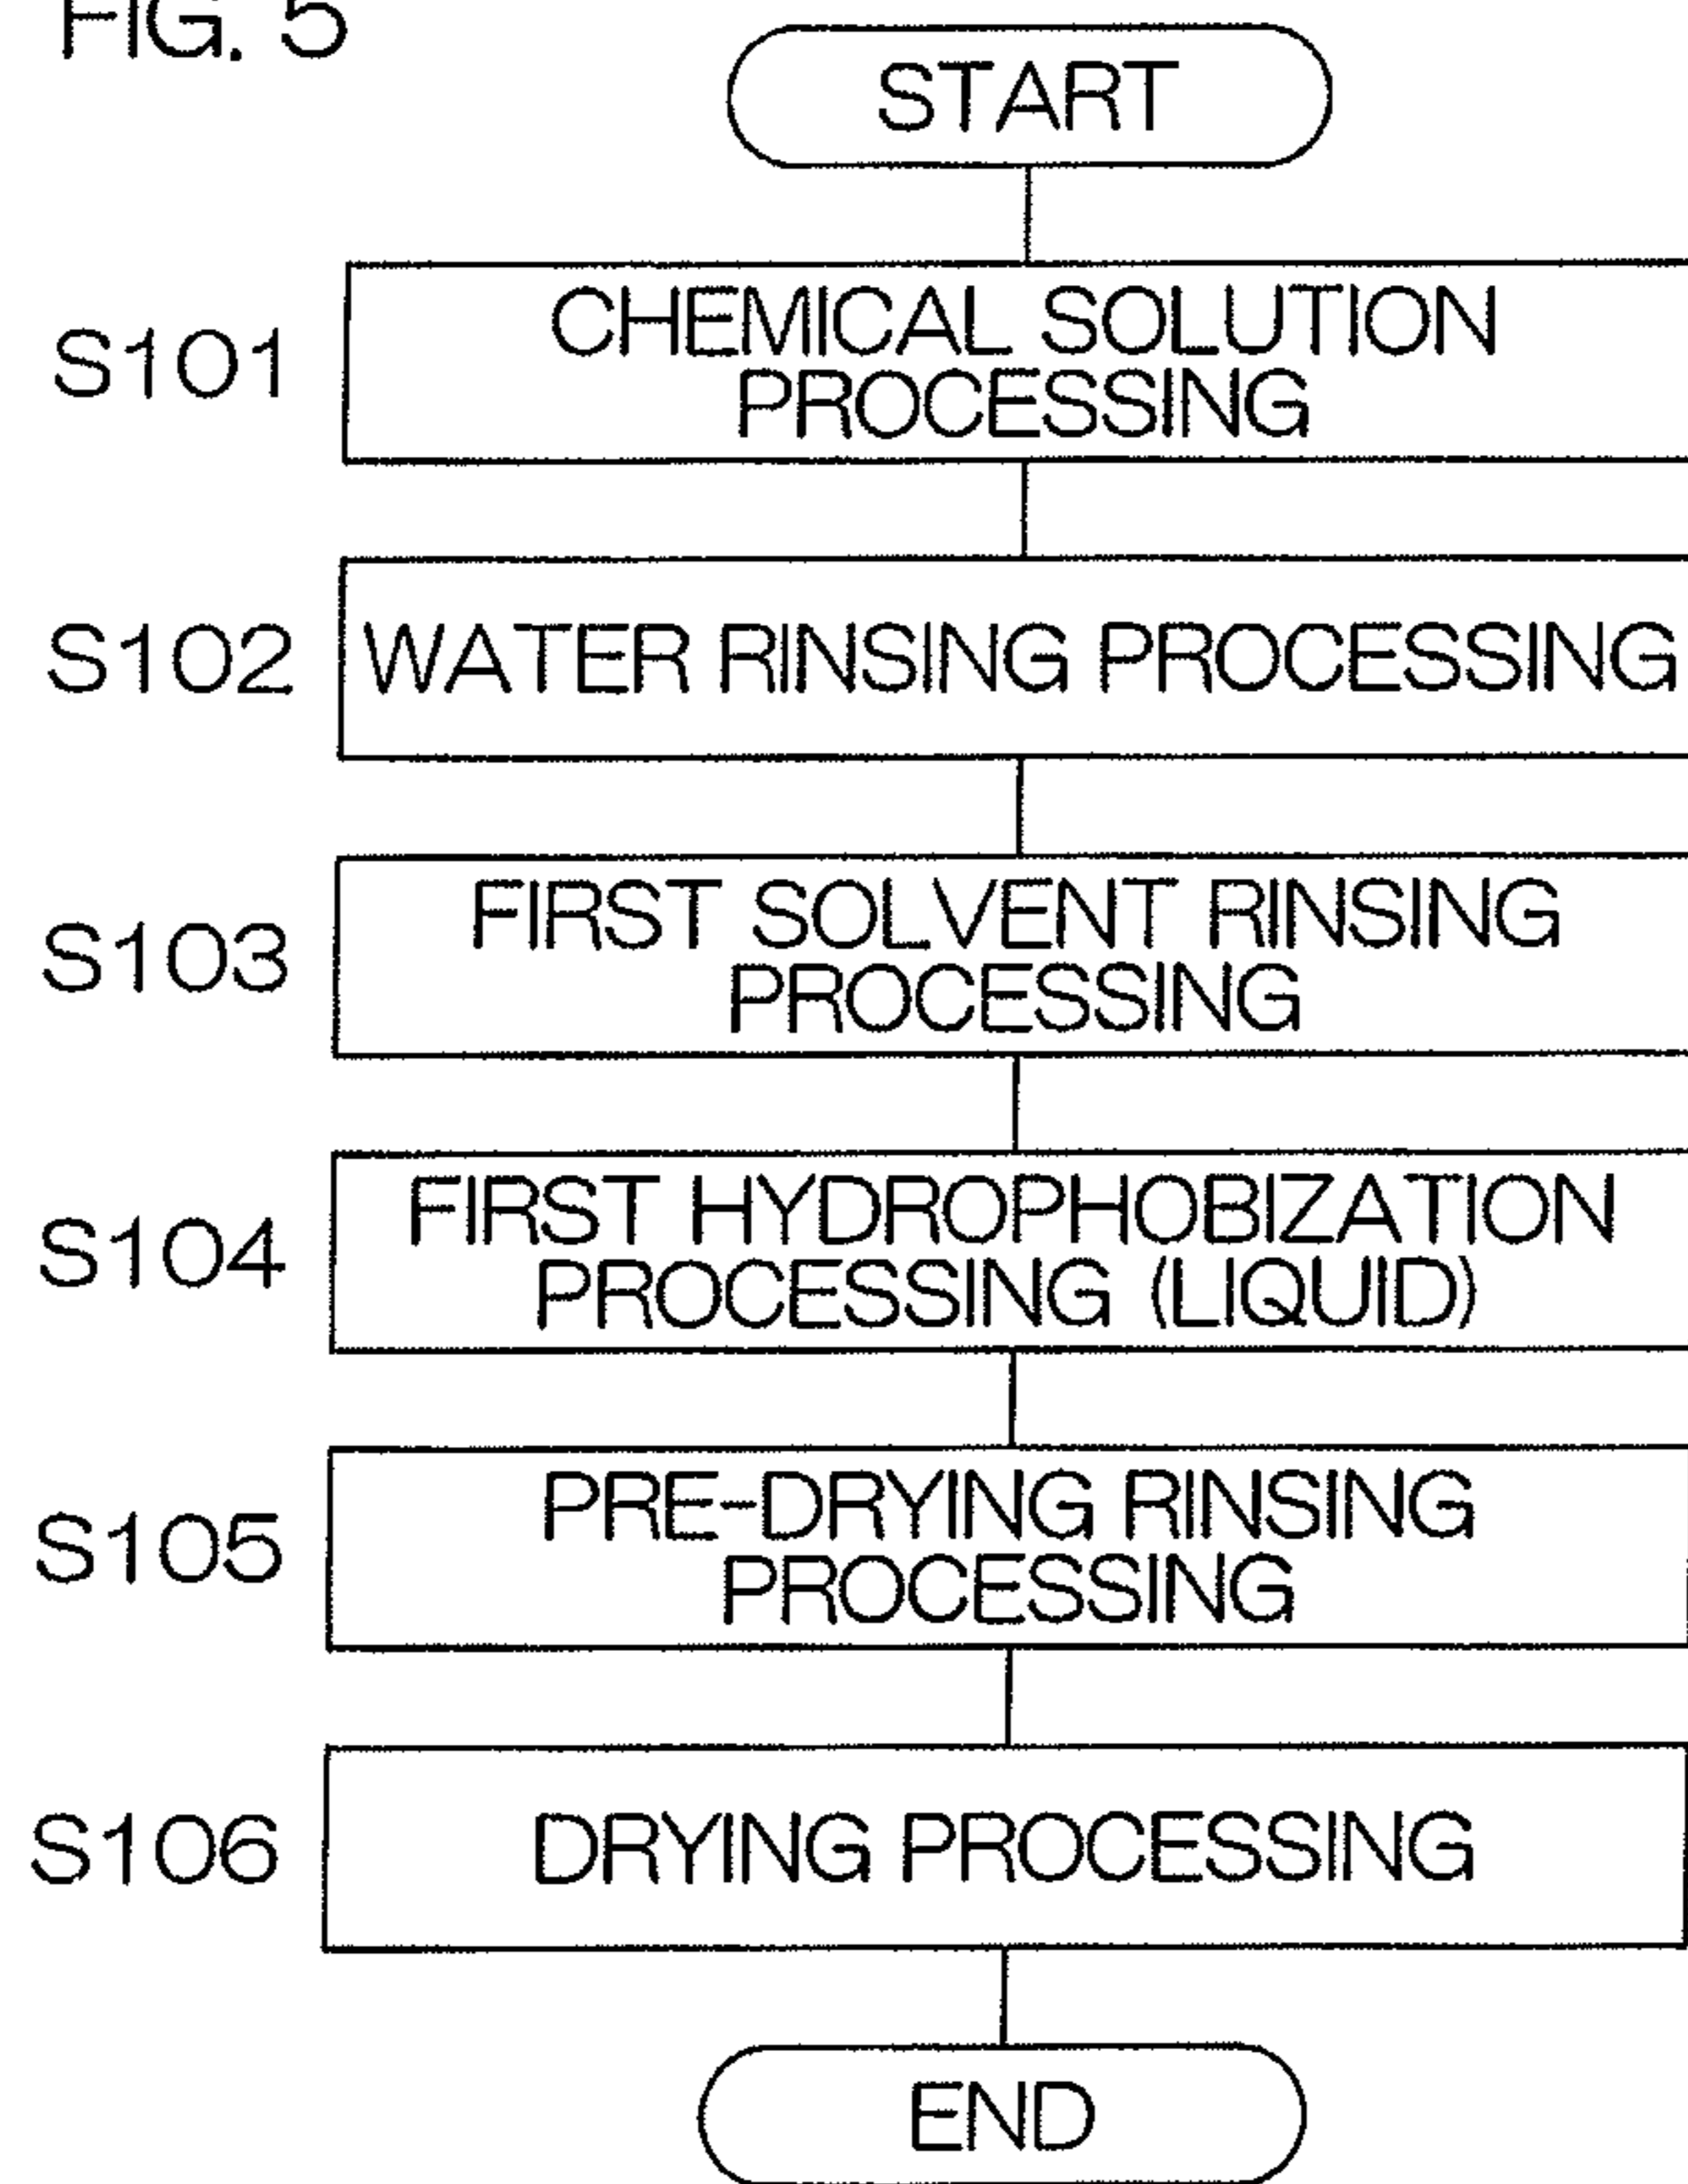 FIG. 5
START
S101
CHEMICAL SOLUTION
PROCESSING
S102
WATER RINSING PROCESSING
S103
FIRST SOLVENT RINSING
PROCESSING
S104
FIRST HYDROPHOBIZATION
PROCESSING (LIQUID)
S105
PRE-DRYING RINSING
PROCESSING
S106
DRYING PROCESSING
END